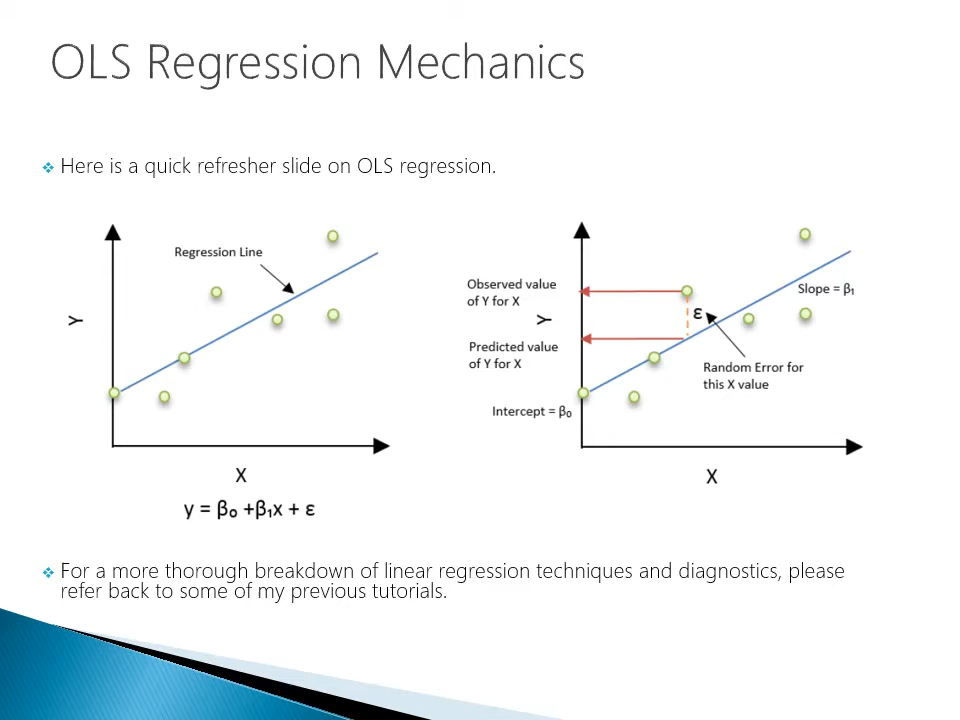 OLS Regression Mechanics
❖ Here is a quick refresher slide on OLS regression.
Regression Line
Y
X
y = β₀ +β₁x + ε
Observed value
of Y for X
Y
Predicted value
of Y for X
Intercept = β₀
ε
Slope = β₁
Random Error for
this X value
X
❖ For a more thorough breakdown of linear regression techniques and diagnostics, please
refer back to some of my previous tutorials.